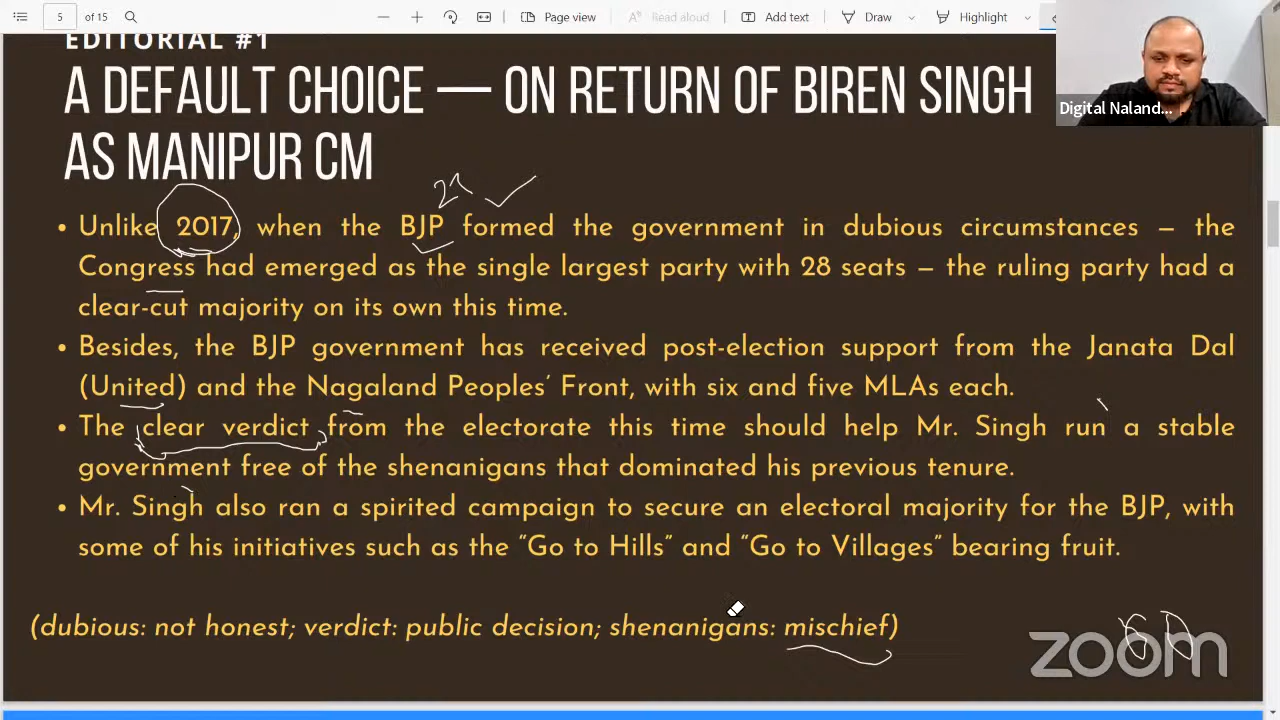 5 of 15 Page view Read aloud Add text Draw Highlight
EDITORIAL #1
A DEFAULT CHOICE — ON RETURN OF BIREN SINGH
AS MANIPUR CM
Digital Naland...
• Unlike 2017, when the BJP formed the government in dubious circumstances – the
Congress had emerged as the single largest party with 28 seats – the ruling party had a
clear-cut majority on its own this time.
• Besides, the BJP government has received post-election support from the Janata Dal
(United) and the Nagaland Peoples’ Front, with six and five MLAs each.
• The clear verdict from the electorate this time should help Mr. Singh run a stable
government free of the shenanigans that dominated his previous tenure.
• Mr. Singh also ran a spirited campaign to secure an electoral majority for the BJP, with
some of his initiatives such as the “Go to Hills” and “Go to Villages” bearing fruit.
(dubious: not honest; verdict: public decision; shenanigans: mischief)
zoom